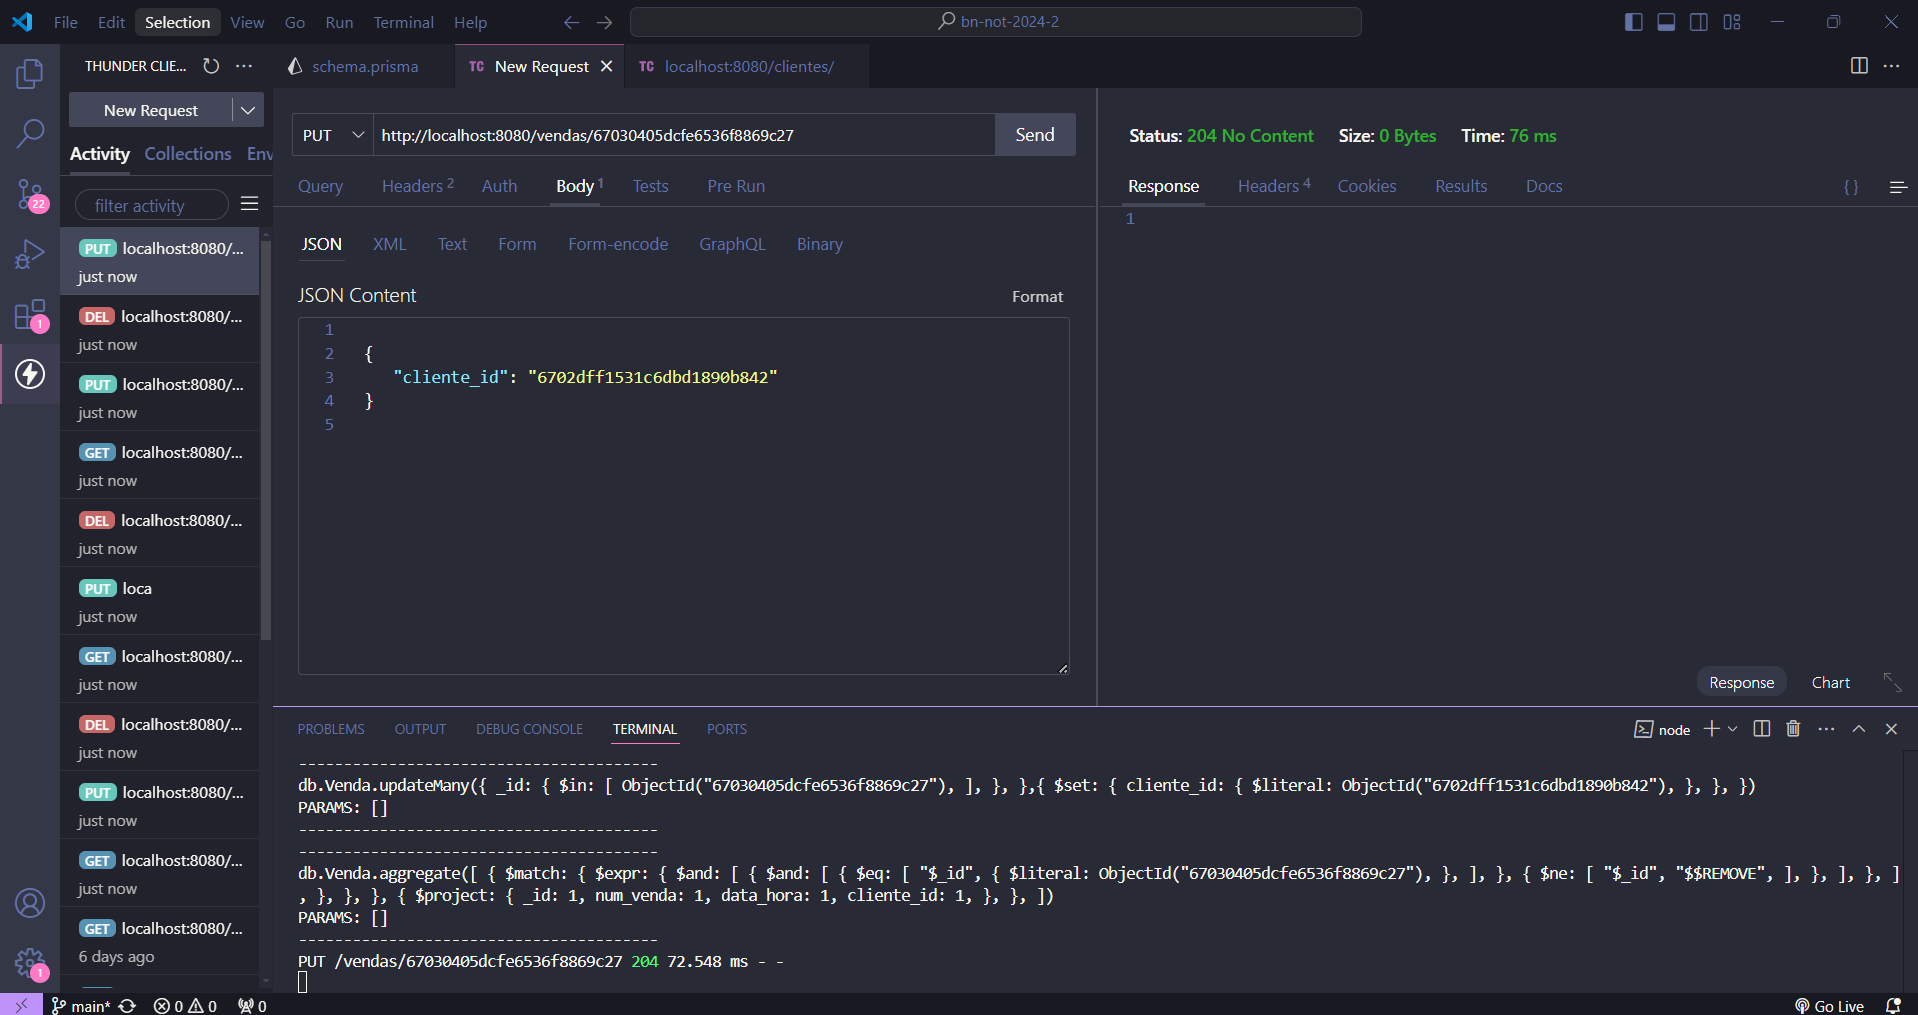 File Edit Selection View Go Run Terminal Help
bn-not-2024-2
THUNDER CLIE...
schema.prisma
TC New Request
TC localhost:8080/clientes/
New Request
Activity Collections Env
filter activity
PUT localhost:8080/...
just now
DEL localhost:8080/...
just now
PUT localhost:8080/...
just now
GET localhost:8080/...
just now
DEL localhost:8080/...
just now
PUT loca
just now
GET localhost:8080/...
just now
DEL localhost:8080/...
just now
PUT localhost:8080/...
just now
GET localhost:8080/...
just now
GET localhost:8080/...
6 days ago
22
1
1
PUT http://localhost:8080/vendas/67030405dcfe6536f8869c27 Send
Query Headers 2 Auth Body 1 Tests Pre Run
JSON XML Text Form Form-encode GraphQL Binary
JSON Content Format
1
2 {
3 "cliente_id": "6702dff1531c6dbd1890b842"
4 }
5
Status: 204 No Content Size: 0 Bytes Time: 76 ms
Response Headers 4 Cookies Results Docs { }
1
Response Chart
PROBLEMS OUTPUT DEBUG CONSOLE TERMINAL PORTS
node
----------------------------------------
db.Venda.updateMany({ _id: { $in: [ ObjectId("67030405dcfe6536f8869c27"), ], }, },{ $set: { cliente_id: { $literal: ObjectId("6702dff1531c6dbd1890b842"), }, }, })
PARAMS: []
----------------------------------------
----------------------------------------
db.Venda.aggregate([ { $match: { $expr: { $and: [ { $and: [ { $eq: [ "$_id", { $literal: ObjectId("67030405dcfe6536f8869c27"), }, ], }, { $ne: [ "$_id", "$$REMOVE", ], }, ], }, ]
, }, }, }, { $project: { _id: 1, num_venda: 1, data_hora: 1, cliente_id: 1, }, }, ])
PARAMS: []
----------------------------------------
PUT /vendas/67030405dcfe6536f8869c27 204 72.548 ms - -
main* 0 0 0 Go Live